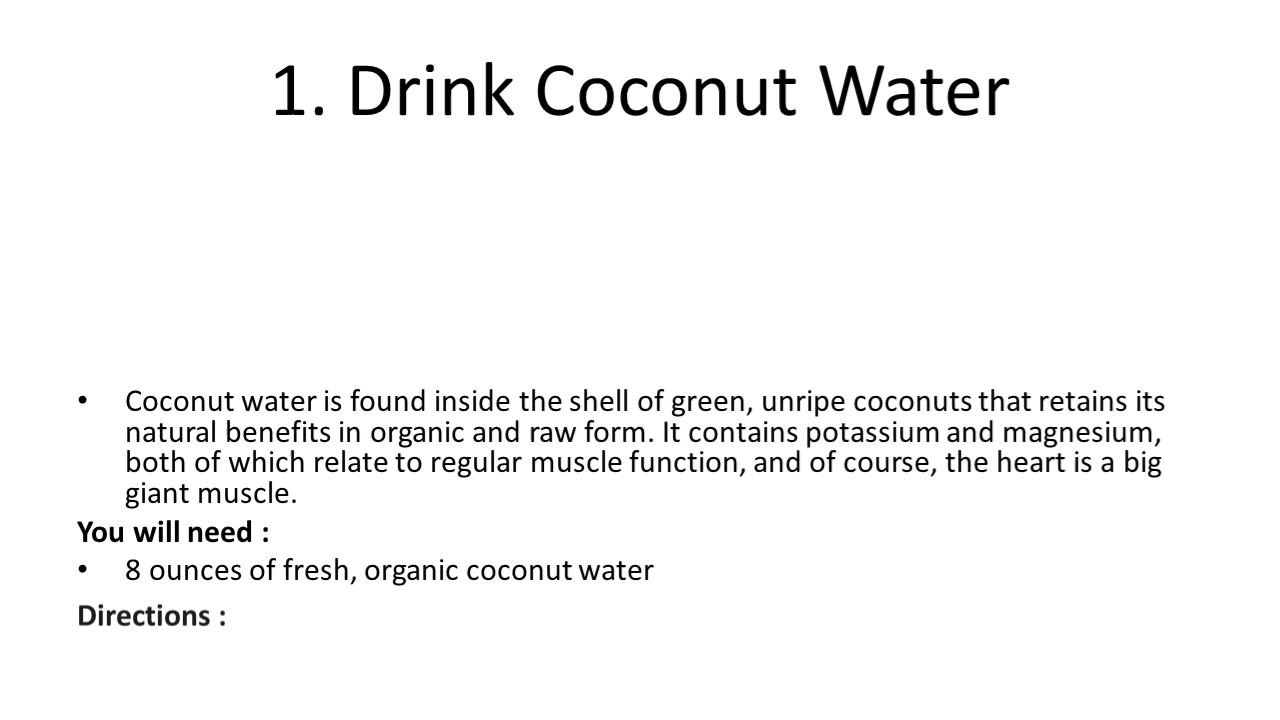 1. Drink Coconut Water
• Coconut water is found inside the shell of green, unripe coconuts that retains its
natural benefits in organic and raw form. It contains potassium and magnesium,
both of which relate to regular muscle function, and of course, the heart is a big
giant muscle.
You will need :
• 8 ounces of fresh, organic coconut water
Directions :